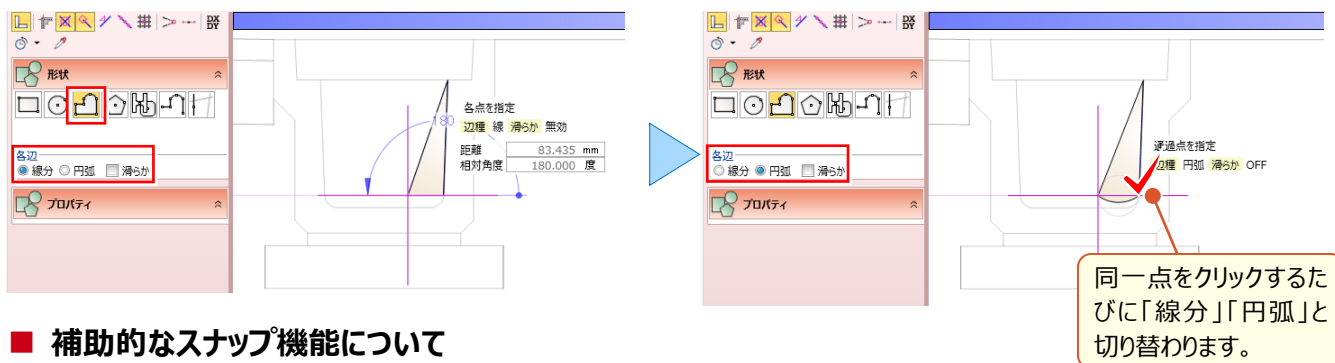 DX
DY
形状
各辺
線分 円弧 滑らか
プロパティ
180
各点を指定
辺種 線 滑らか 無効
距離 83.435 mm
相対角度 180.000 度
DX
DY
形状
各辺
線分 円弧 滑らか
プロパティ
通過点を指定
辺種 円弧 滑らか OFF
同一点をクリックするた
びに「線分」「円弧」と
切り替わります。
■ 補助的なスナップ機能について